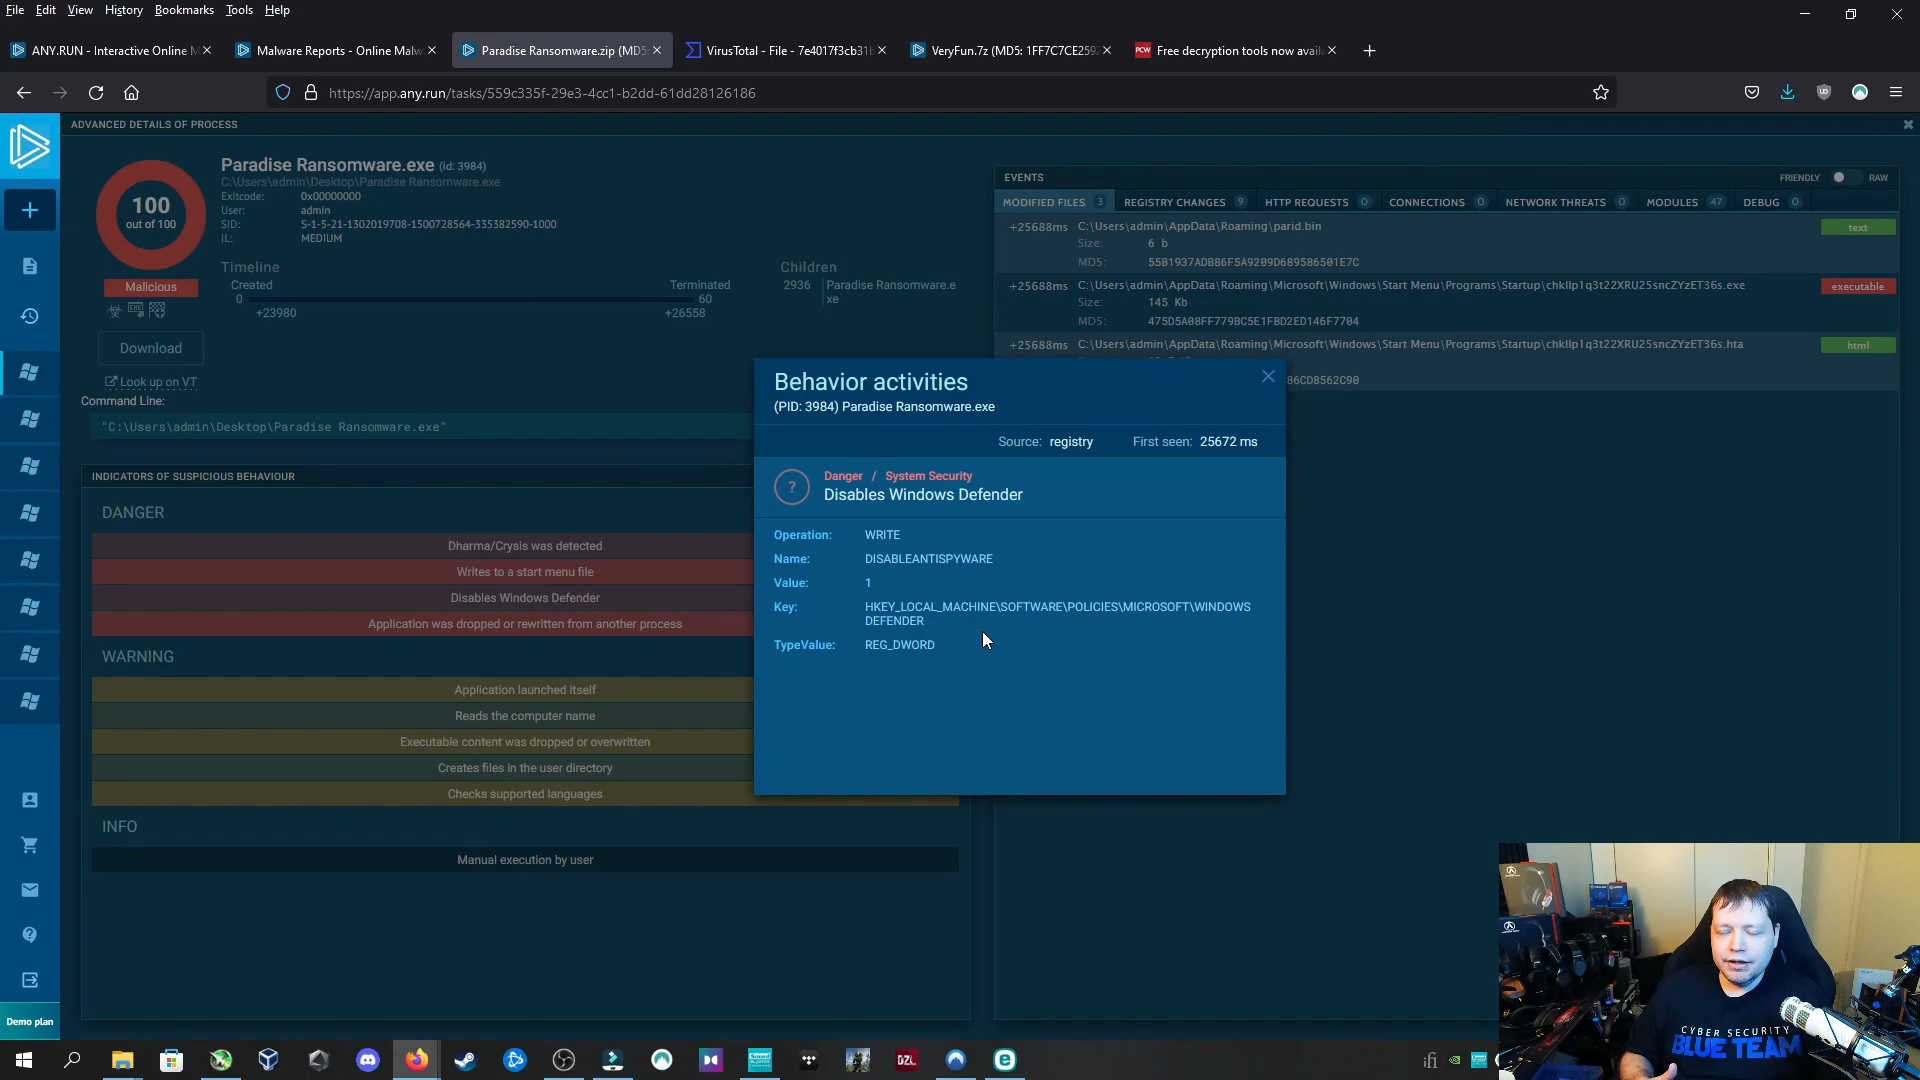 File Edit View History Bookmarks Tools Help
ANY.RUN - Interactive Online M
Malware Reports - Online Malw
Paradise Ransomware.zip (MD5:
VirusTotal - File - 7e4017f3cb31b
VeryFun.7z (MD5: 1FF7C7CE259
PCW Free decryption tools now avail
https://app.any.run/tasks/559c335f-29e3-4cc1-b2dd-61dd28126186
ADVANCED DETAILS OF PROCESS
100
out of 100
Malicious
Download
Look up on VT
Paradise Ransomware.exe (id: 3984)
C:\Users\admin\Desktop\Paradise Ransomware.exe
Exitcode: 0x00000000
User: admin
SID: S-1-5-21-1302019708-1500728564-335382590-1000
IL: MEDIUM
Timeline
Created Terminated
0 60
+23980 +26558
Children
2936 Paradise Ransomware.e
xe
Command Line:
"C:\Users\admin\Desktop\Paradise Ransomware.exe"
INDICATORS OF SUSPICIOUS BEHAVIOUR
DANGER
Dharma/Crysis was detected
Writes to a start menu file
Disables Windows Defender
Application was dropped or rewritten from another process
WARNING
Application launched itself
Reads the computer name
Executable content was dropped or overwritten
Creates files in the user directory
Checks supported languages
INFO
Manual execution by user
EVENTS
FRIENDLY RAW
MODIFIED FILES 3 REGISTRY CHANGES 9 HTTP REQUESTS 0 CONNECTIONS 0 NETWORK THREATS 0 MODULES 47 DEBUG 0
+25688ms C:\Users\admin\AppData\Roaming\parid.bin text
Size: 6 b
MD5: 55B1937ADB86F5A9209D689586501E7C
+25688ms C:\Users\admin\AppData\Roaming\Microsoft\Windows\Start Menu\Programs\Startup\chkllp1q3t22XRU25sncZYzET36s.exe executable
Size: 145 Kb
MD5: 475D5A08FF779BC5E1FBD2ED146F7704
+25688ms C:\Users\admin\AppData\Roaming\Microsoft\Windows\Start Menu\Programs\Startup\chkllp1q3t22XRU25sncZYzET36s.hta html
86CD8562C90
Behavior activities
(PID: 3984) Paradise Ransomware.exe
Source: registry First seen: 25672 ms
Danger / System Security
? Disables Windows Defender
Operation: WRITE
Name: DISABLEANTISPYWARE
Value: 1
Key: HKEY_LOCAL_MACHINE\SOFTWARE\POLICIES\MICROSOFT\WINDOWS
DEFENDER
TypeValue: REG_DWORD
Demo plan
CYBER SECURITY
BLUE TEAM